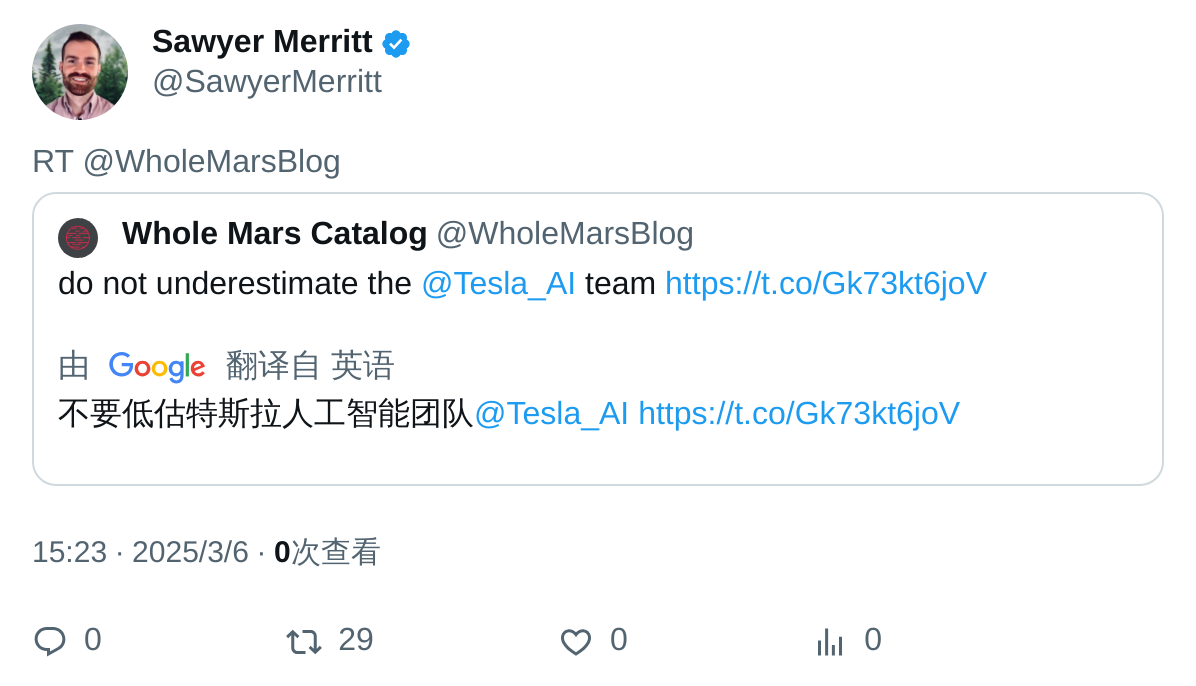 Sawyer Merritt
@SawyerMerritt
RT @WholeMarsBlog
Whole Mars Catalog @WholeMarsBlog
do not underestimate the @Tesla_AI team https://t.co/Gk73kt6joV
由 Google 翻译自 英语
不要低估特斯拉人工智能团队@Tesla_AI https://t.co/Gk73kt6joV
15:23 · 2025/3/6 · 0次查看
0 29 0 0